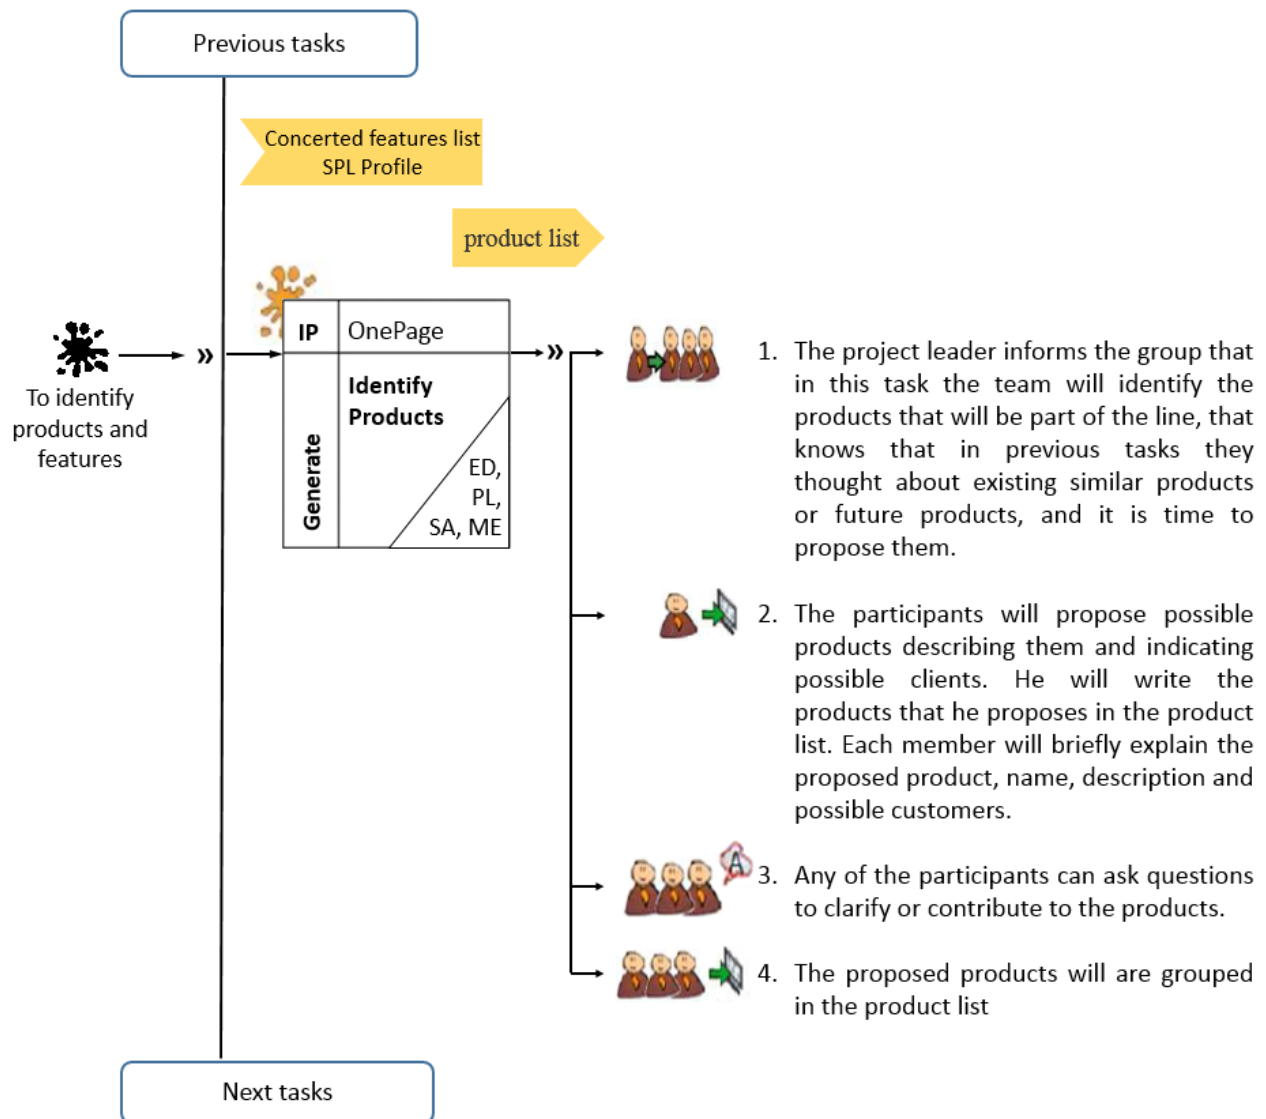 Previous tasks
Concerted features list
SPL Profile
product list
To identify
products and
features
»
IP
OnePage
Generate
Identify
Products
ED,
PL,
SA, ME
»
1. The project leader informs the group that
in this task the team will identify the
products that will be part of the line, that
knows that in previous tasks they
thought about existing similar products
or future products, and it is time to
propose them.
2. The participants will propose possible
products describing them and indicating
possible clients. He will write the
products that he proposes in the product
list. Each member will briefly explain the
proposed product, name, description and
possible customers.
A
3. Any of the participants can ask questions
to clarify or contribute to the products.
4. The proposed products will are grouped
in the product list
Next tasks